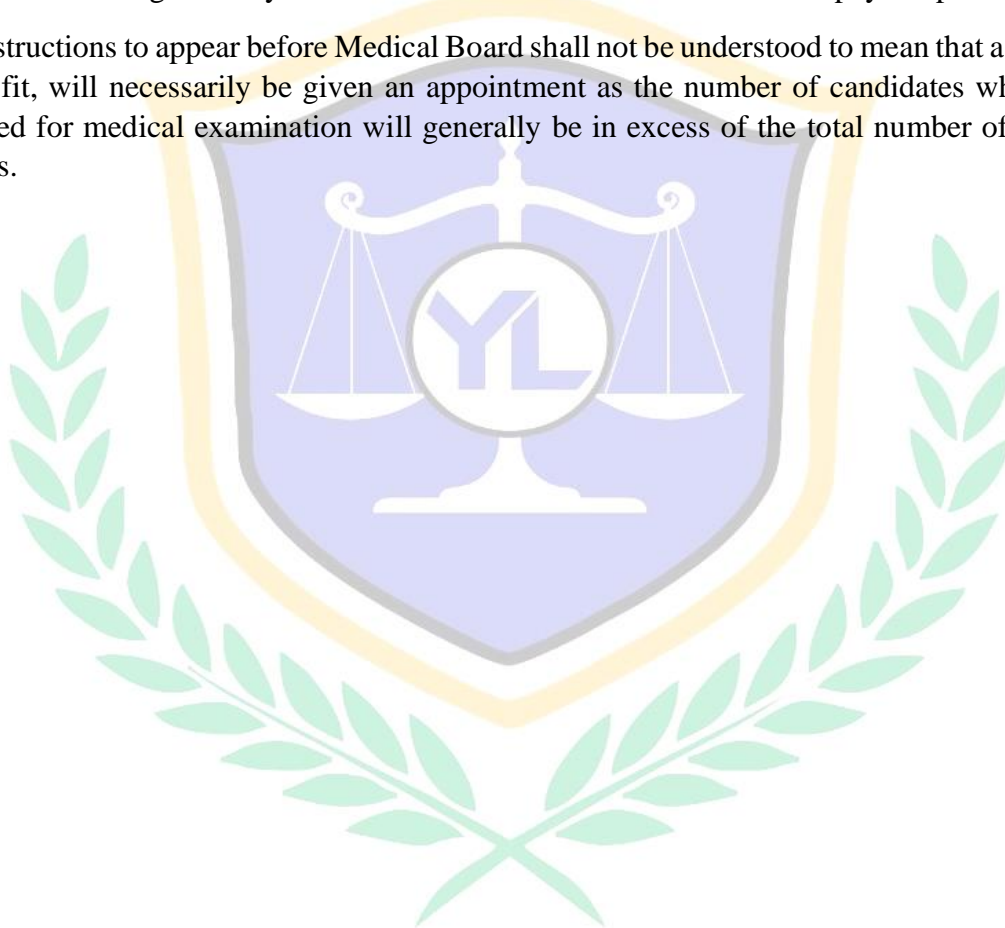 structions to appear before Medical Board shall not be understood to mean that a
fit, will necessarily be given an appointment as the number of candidates wh
ed for medical examination will generally be in excess of the total number of
s.
YL